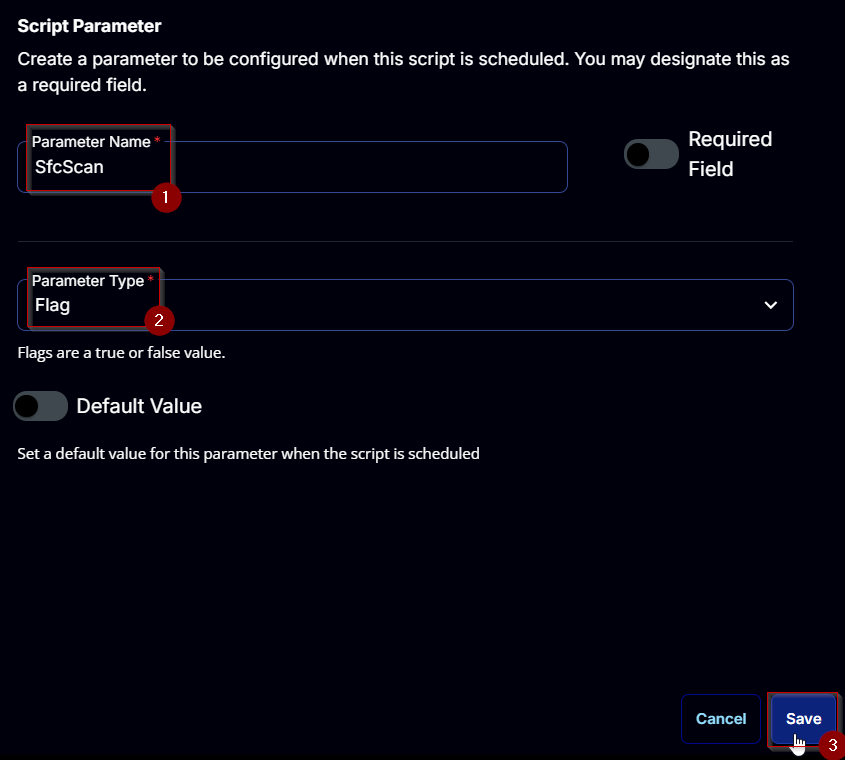 Script Parameter
Create a parameter to be configured when this script is scheduled. You may designate this as
a required field.
Parameter Name *
SfcScan
1
Required
Field
Parameter Type *
Flag
2
Flags are a true or false value.
Default Value
Set a default value for this parameter when the script is scheduled
Cancel
Save
3